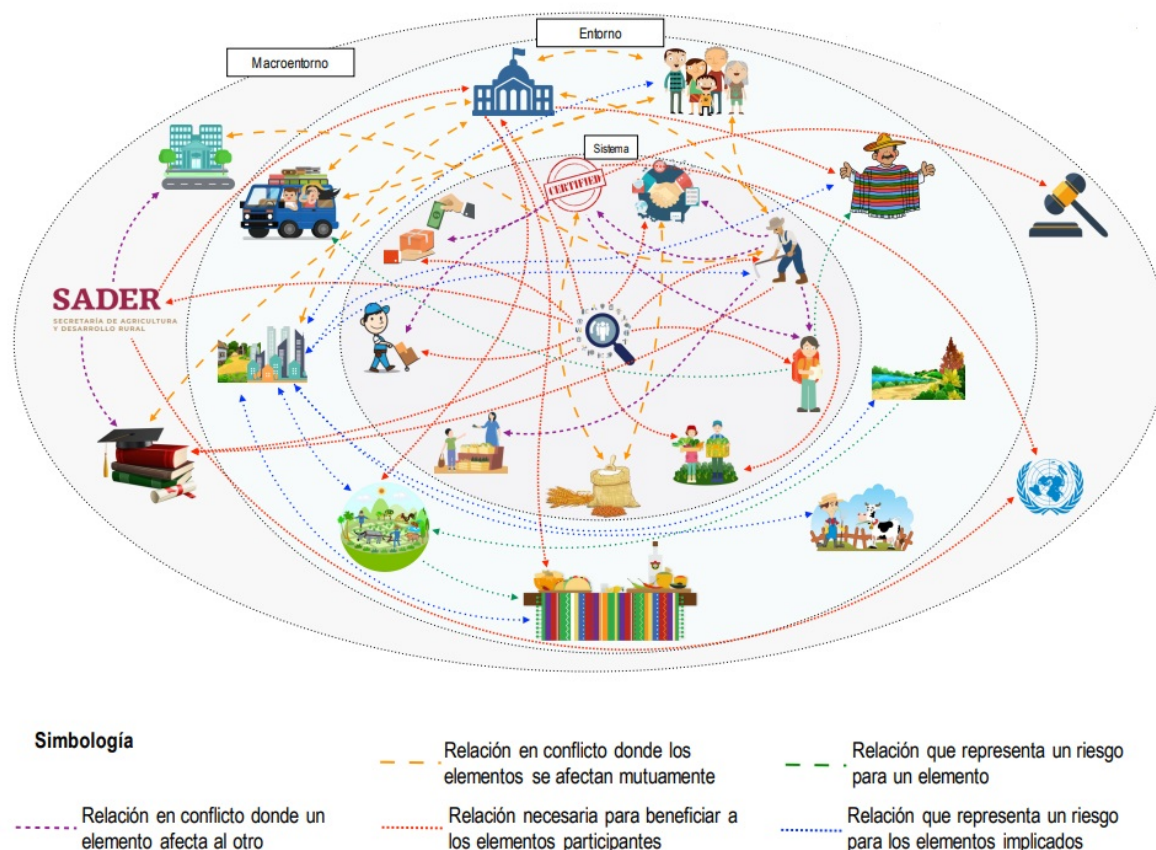 Entorno
Macroentorno
Sistema
CERTIFIED
SADER
SECRETARÍA DE AGRICULTURA
Y DESARROLLO RURAL
Simbología
Relación en conflicto donde los
elementos se afectan mutuamente
Relación que representa un riesgo
para un elemento
Relación en conflicto donde un
elemento afecta al otro
Relación necesaria para beneficiar a
los elementos participantes
Relación que representa un riesgo
para los elementos implicados